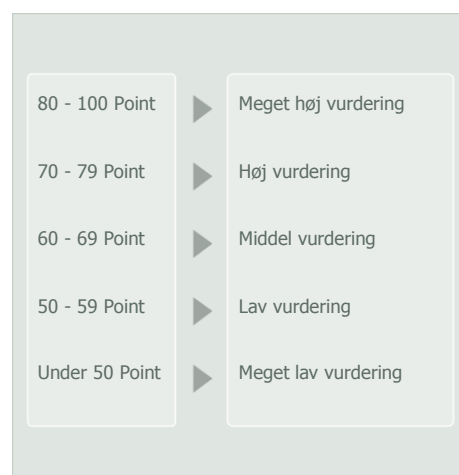 80 - 100 Point Meget høj vurdering
70 - 79 Point Høj vurdering
60 - 69 Point Middel vurdering
50 - 59 Point Lav vurdering
Under 50 Point Meget lav vurdering